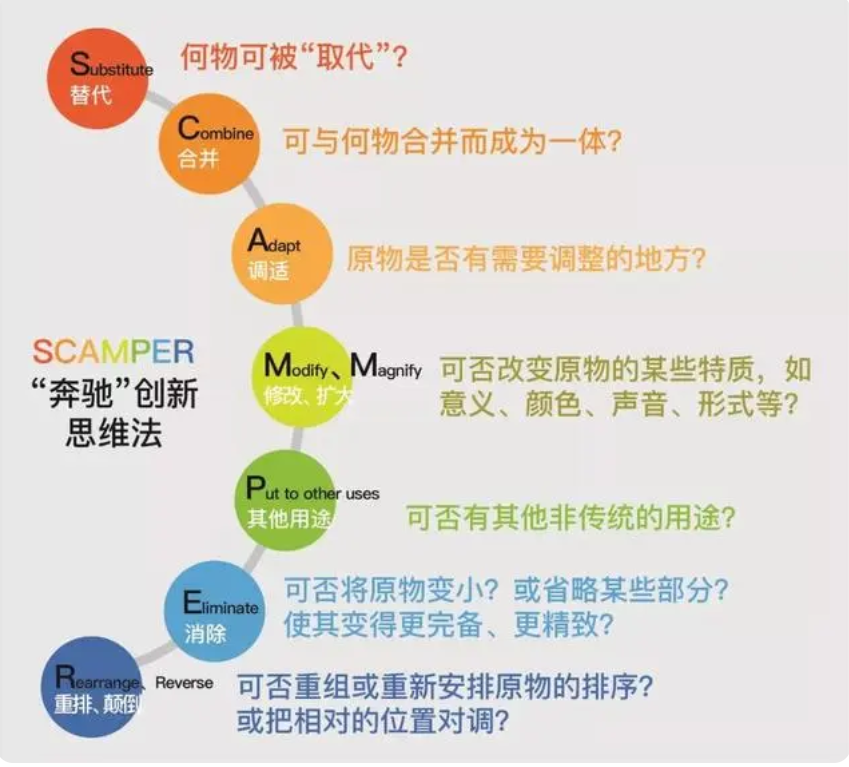 Substitute
替代
何物可被“取代”？
Combine
合并
可与何物合并而成为一体？
Adapt
调适
原物是否有需要调整的地方？
SCAMPER
“奔驰”创新
思维法
Modify、Magnify
修改、扩大
可否改变原物的某些特质，如
意义、颜色、声音、形式等？
Put to other uses
其他用途
可否有其他非传统的用途？
Eliminate
消除
可否将原物变小？或省略某些部分？
使其变得更完备、更精致？
Rearrange、Reverse
重排、颠倒
可否重组或重新安排原物的排序？
或把相对的位置对调？